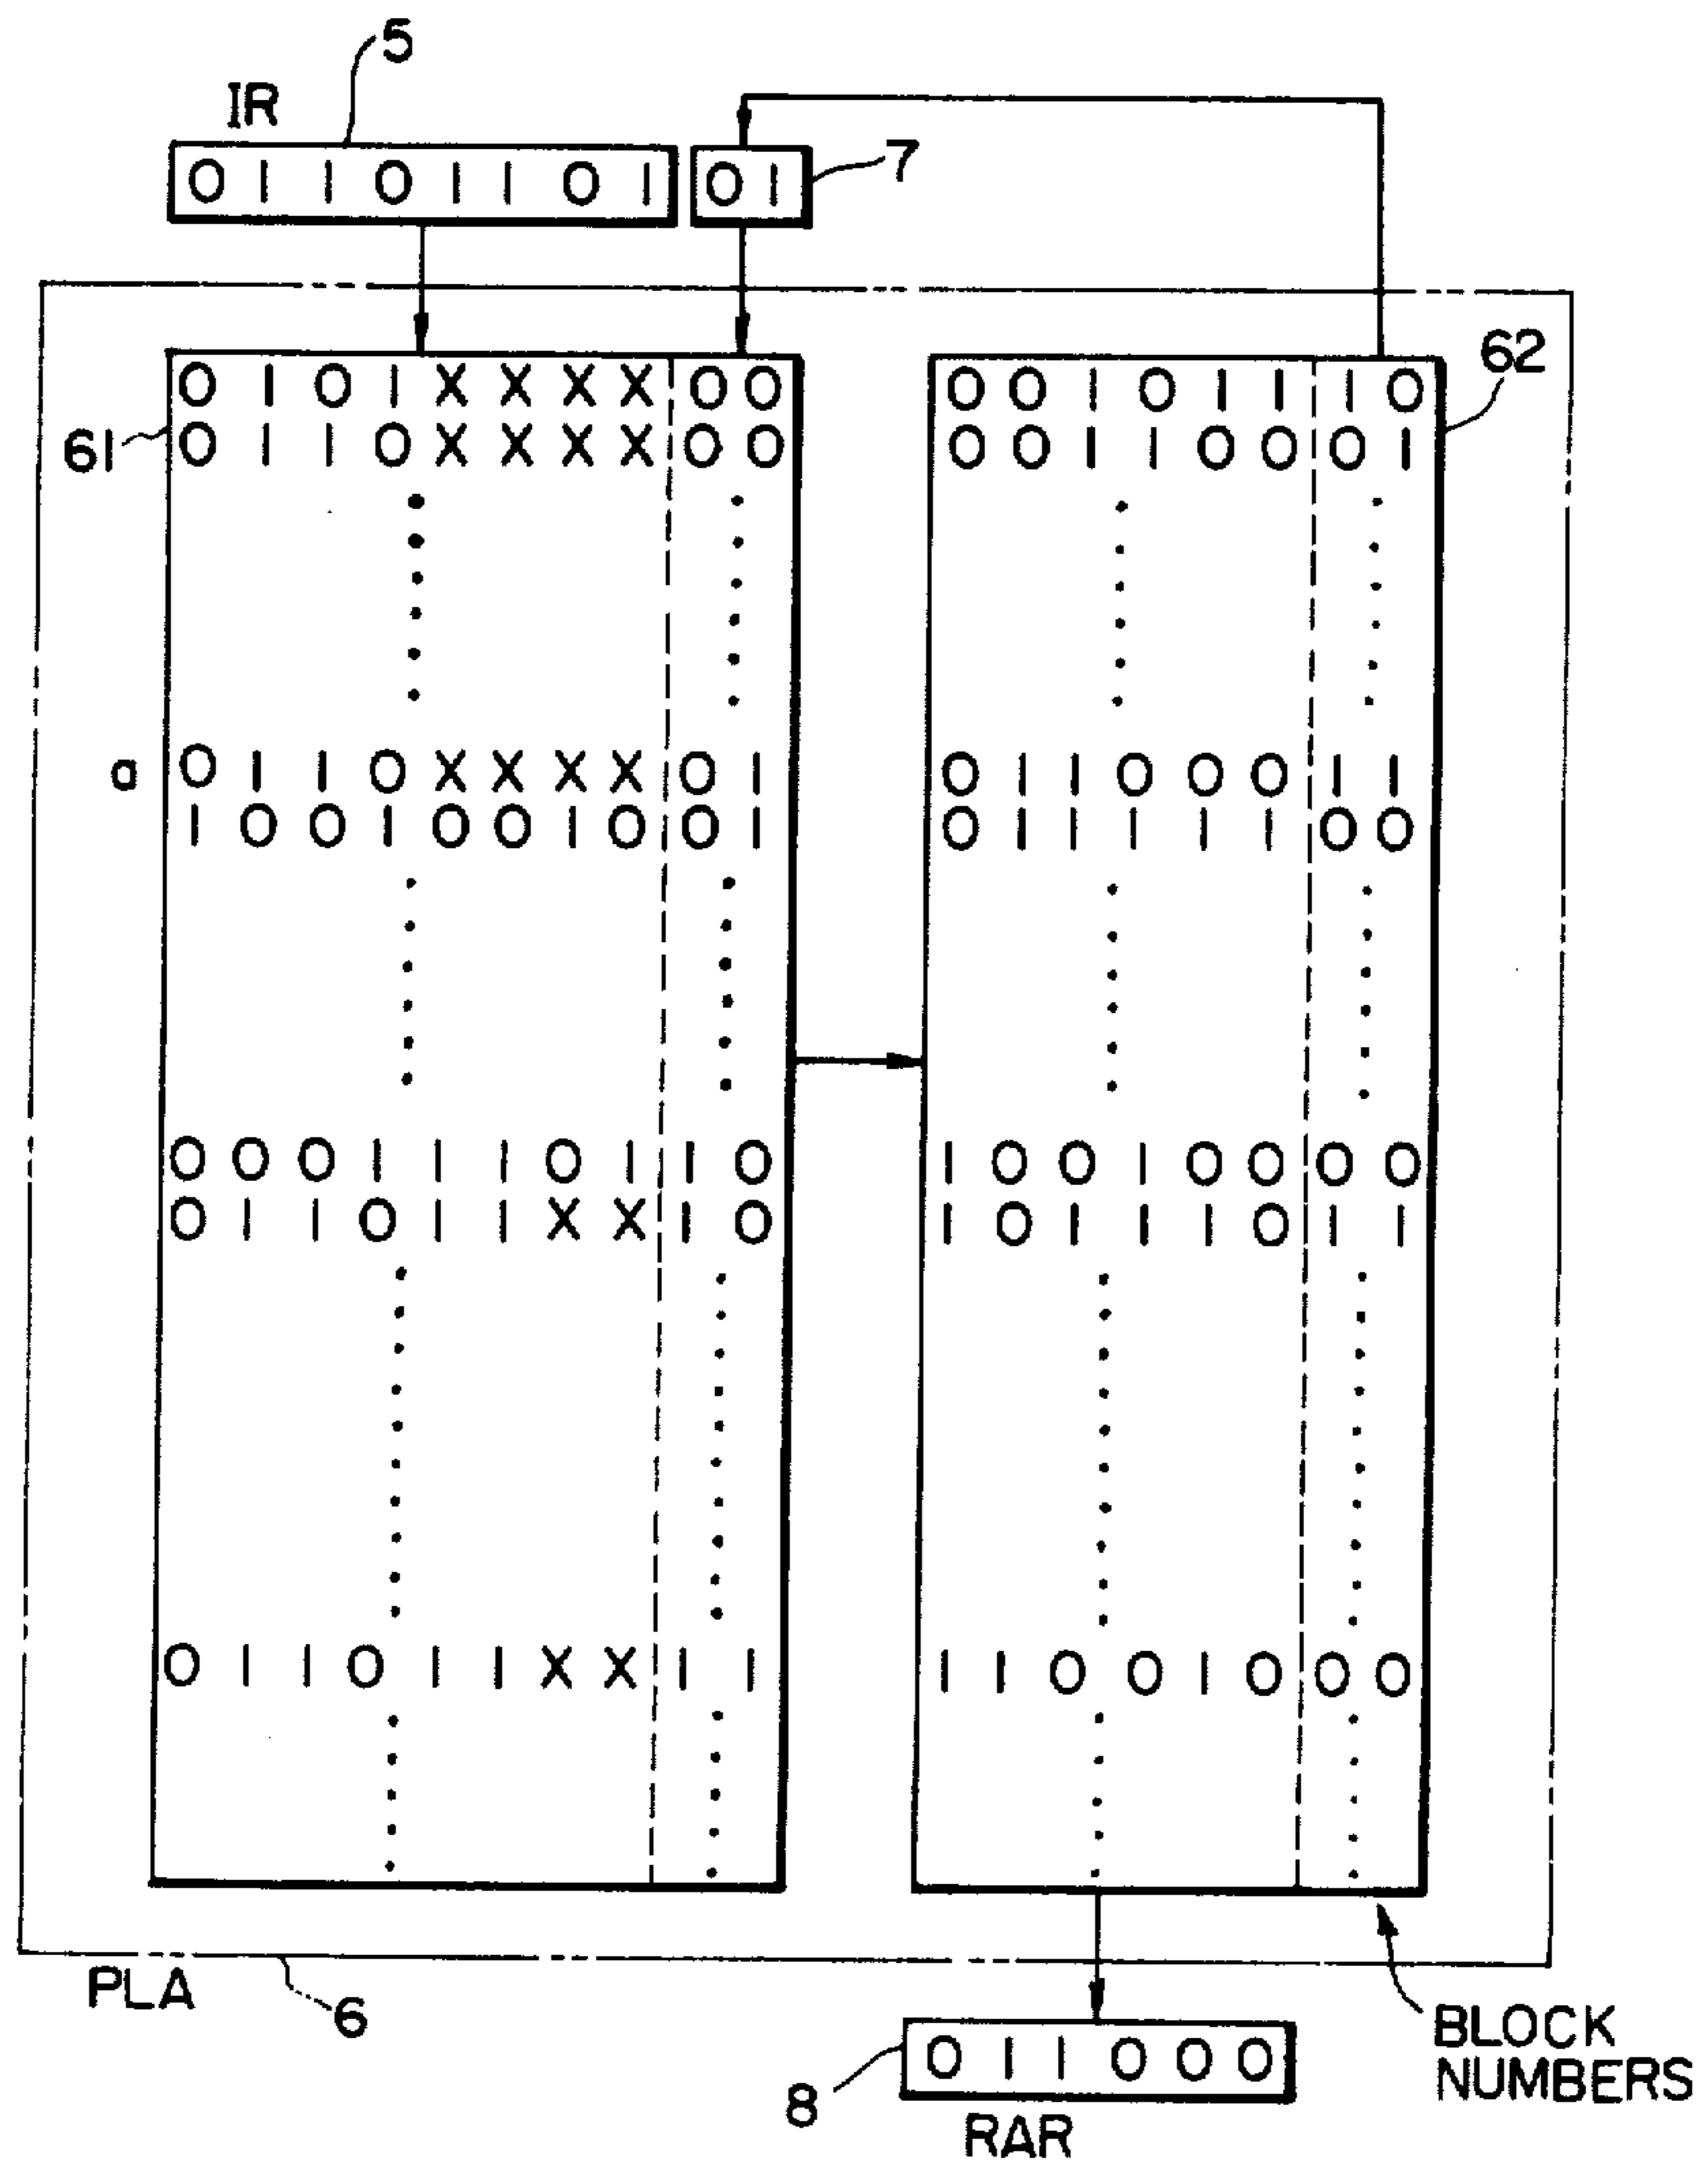 5
IR
0 1 1 0 1 1 0 1 0 1 7
62
0 1 0 1 X X X X 0 0 0 0 1 0 1 1 1 0
61 0 1 1 0 X X X X 0 0 0 0 1 1 0 0 0 1
a 0 1 1 0 X X X X 0 1 0 1 1 0 0 0 1 1
1 0 0 1 0 0 1 0 0 1 0 1 1 1 1 1 0 0
0 0 0 1 1 1 0 1 1 0 1 0 0 1 0 0 0 0
0 1 1 0 1 1 X X 1 0 1 0 1 1 1 0 1 1
0 1 1 0 1 1 X X 1 1 1 1 0 0 1 0 0 0
PLA
6
BLOCK
NUMBERS
0 1 1 0 0 0
8
RAR